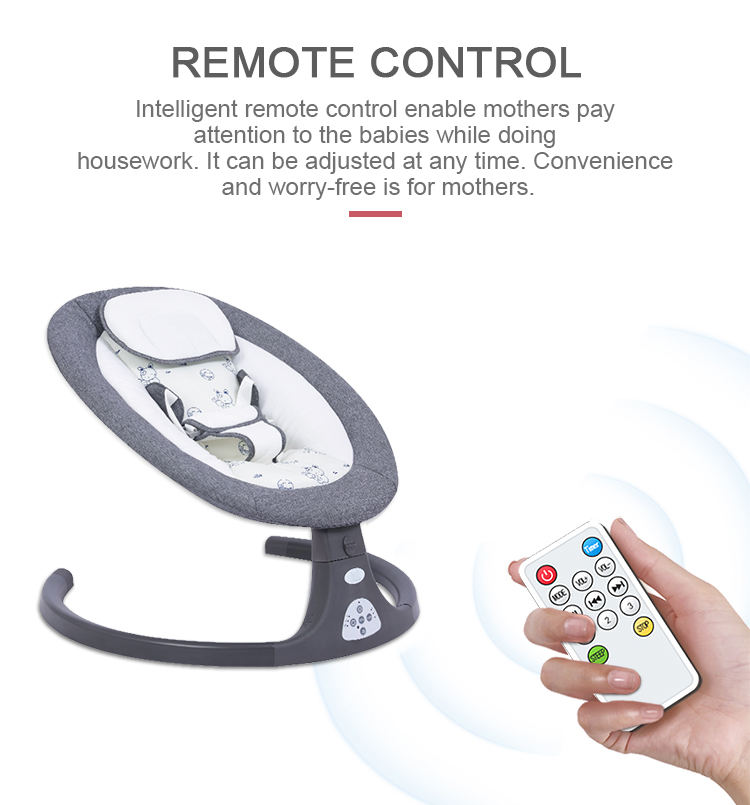 REMOTE CONTROL
Intelligent remote control enable mothers pay
attention to the babies while doing
housework. It can be adjusted at any time. Convenience
and worry-free is for mothers.
Timer
MODE VOL+ VOL-
2 3
STOP